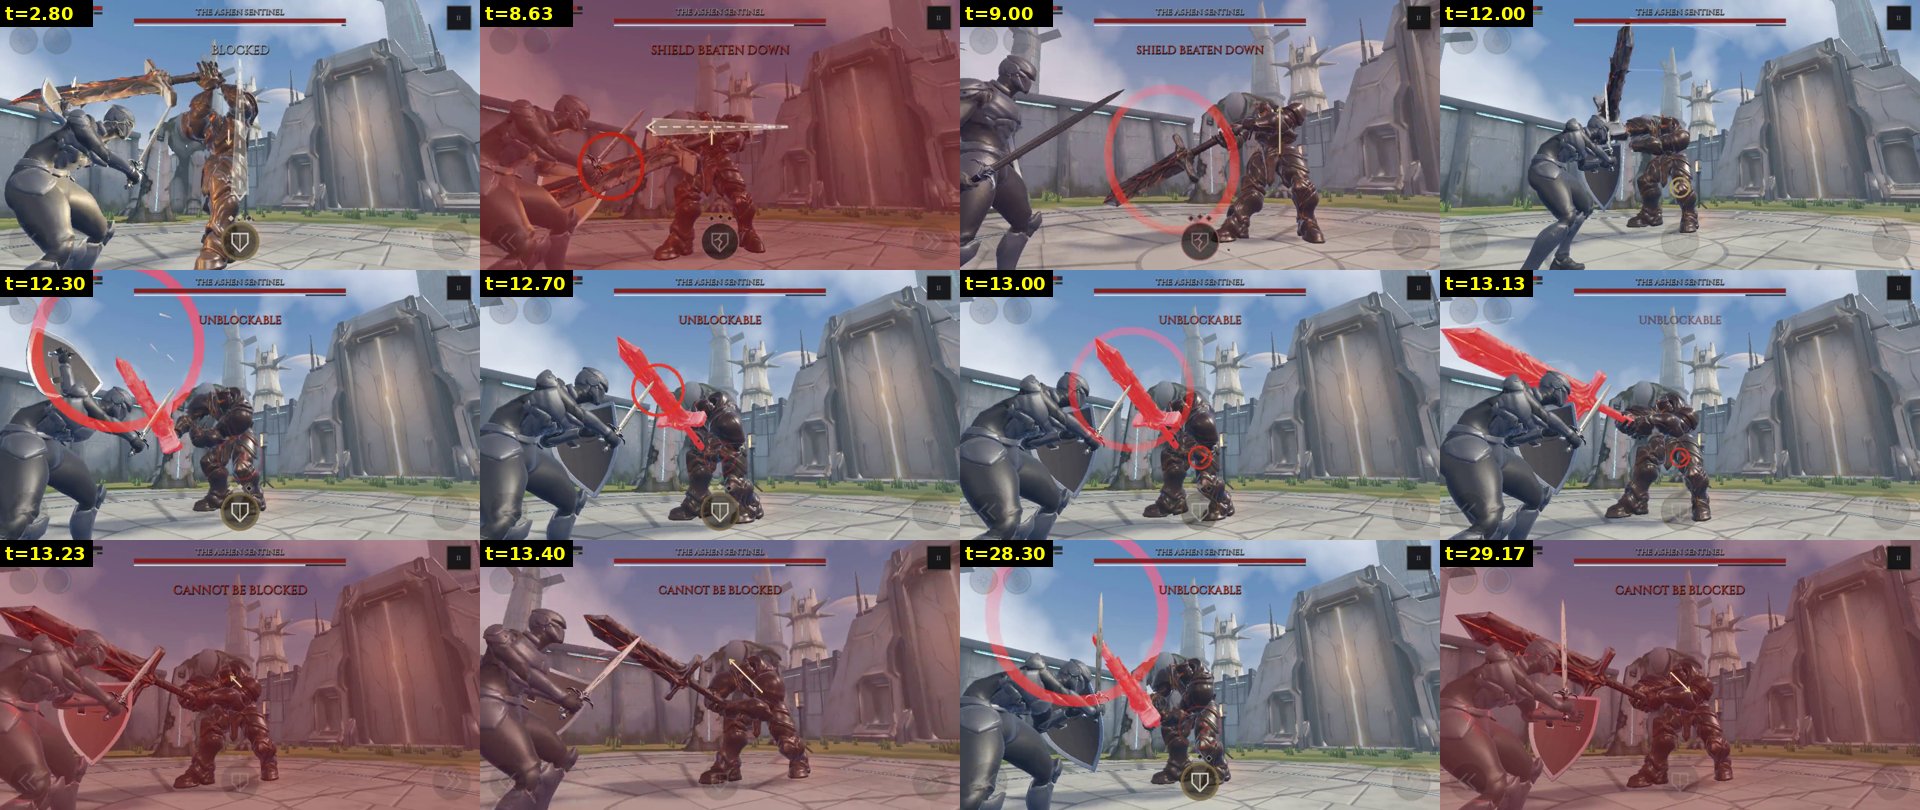 t=2.80
THE ASHEN SENTINEL
BLOCKED
t=8.63
THE ASHEN SENTINEL
SHIELD BEATEN DOWN
t=9.00
THE ASHEN SENTINEL
SHIELD BEATEN DOWN
t=12.00
THE ASHEN SENTINEL
t=12.30
THE ASHEN SENTINEL
UNBLOCKABLE
t=12.70
THE ASHEN SENTINEL
UNBLOCKABLE
t=13.00
THE ASHEN SENTINEL
UNBLOCKABLE
t=13.13
THE ASHEN SENTINEL
UNBLOCKABLE
t=13.23
THE ASHEN SENTINEL
CANNOT BE BLOCKED
t=13.40
THE ASHEN SENTINEL
CANNOT BE BLOCKED
t=28.30
THE ASHEN SENTINEL
UNBLOCKABLE
t=29.17
THE ASHEN SENTINEL
CANNOT BE BLOCKED